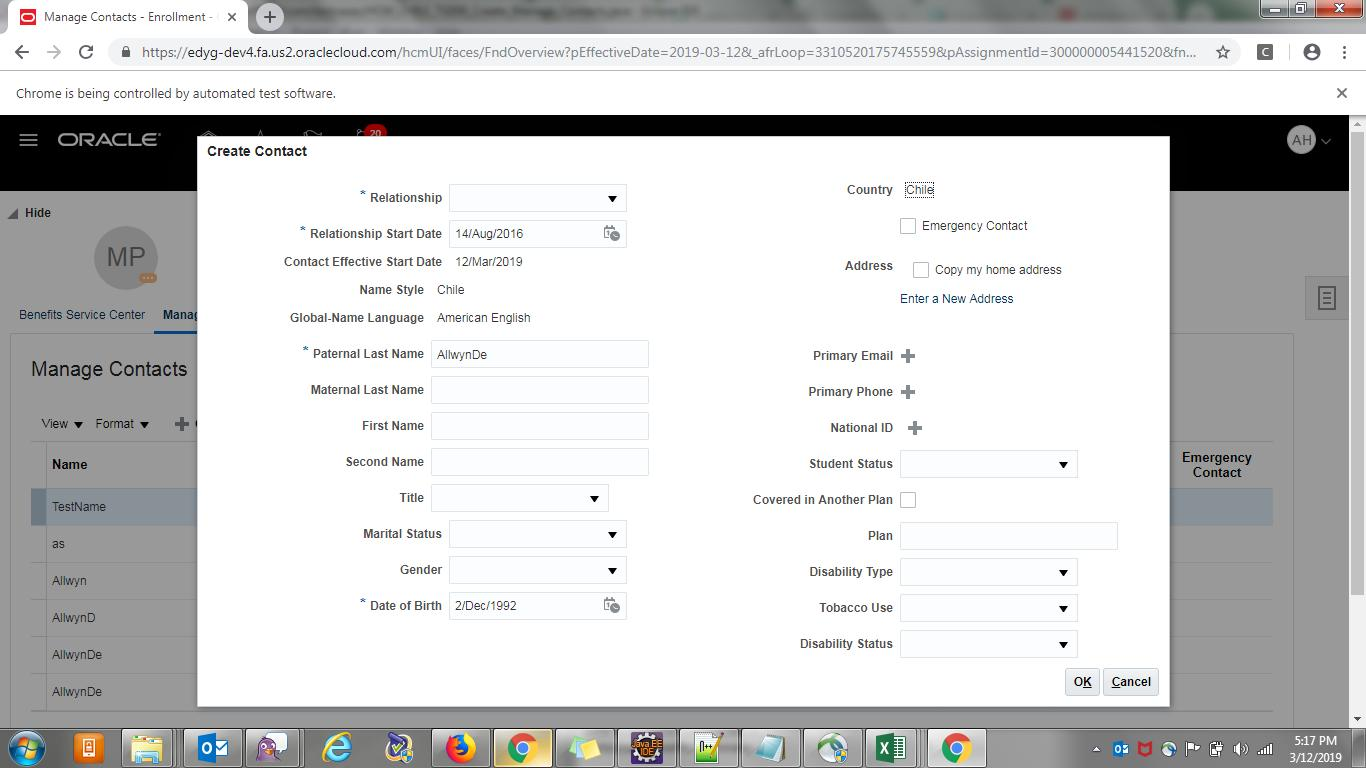 Manage Contacts - Enrollment -
https://edyg-dev4.fa.us2.oraclecloud.com/hcmUI/faces/FndOverview?pEffectiveDate=2019-03-12&_afrLoop=3310520175745559&pAssignmentId=300000005441520&fn...
C
Chrome is being controlled by automated test software.
ORACLE
20
AH
Hide
MP
Benefits Service Center
Manage Contacts
View
Format
Name
Emergency Contact
TestName
as
Allwyn
AllwynD
AllwynDe
AllwynDe
Create Contact
* Relationship
* Relationship Start Date 14/Aug/2016
Contact Effective Start Date 12/Mar/2019
Name Style Chile
Global-Name Language American English
* Paternal Last Name AllwynDe
Maternal Last Name
First Name
Second Name
Title
Marital Status
Gender
* Date of Birth 2/Dec/1992
Country Chile
Emergency Contact
Address Copy my home address
Enter a New Address
Primary Email
Primary Phone
National ID
Student Status
Covered in Another Plan
Plan
Disability Type
Tobacco Use
Disability Status
OK Cancel
Java EE
IDE
5:17 PM
3/12/2019